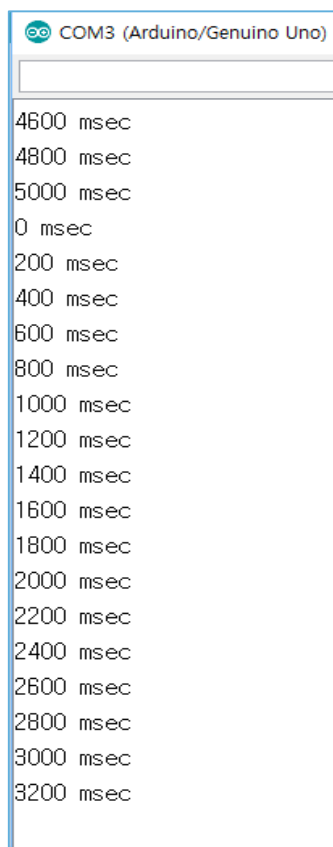 COM3 (Arduino/Genuino Uno)
4600 msec
4800 msec
5000 msec
0 msec
200 msec
400 msec
600 msec
800 msec
1000 msec
1200 msec
1400 msec
1600 msec
1800 msec
2000 msec
2200 msec
2400 msec
2600 msec
2800 msec
3000 msec
3200 msec